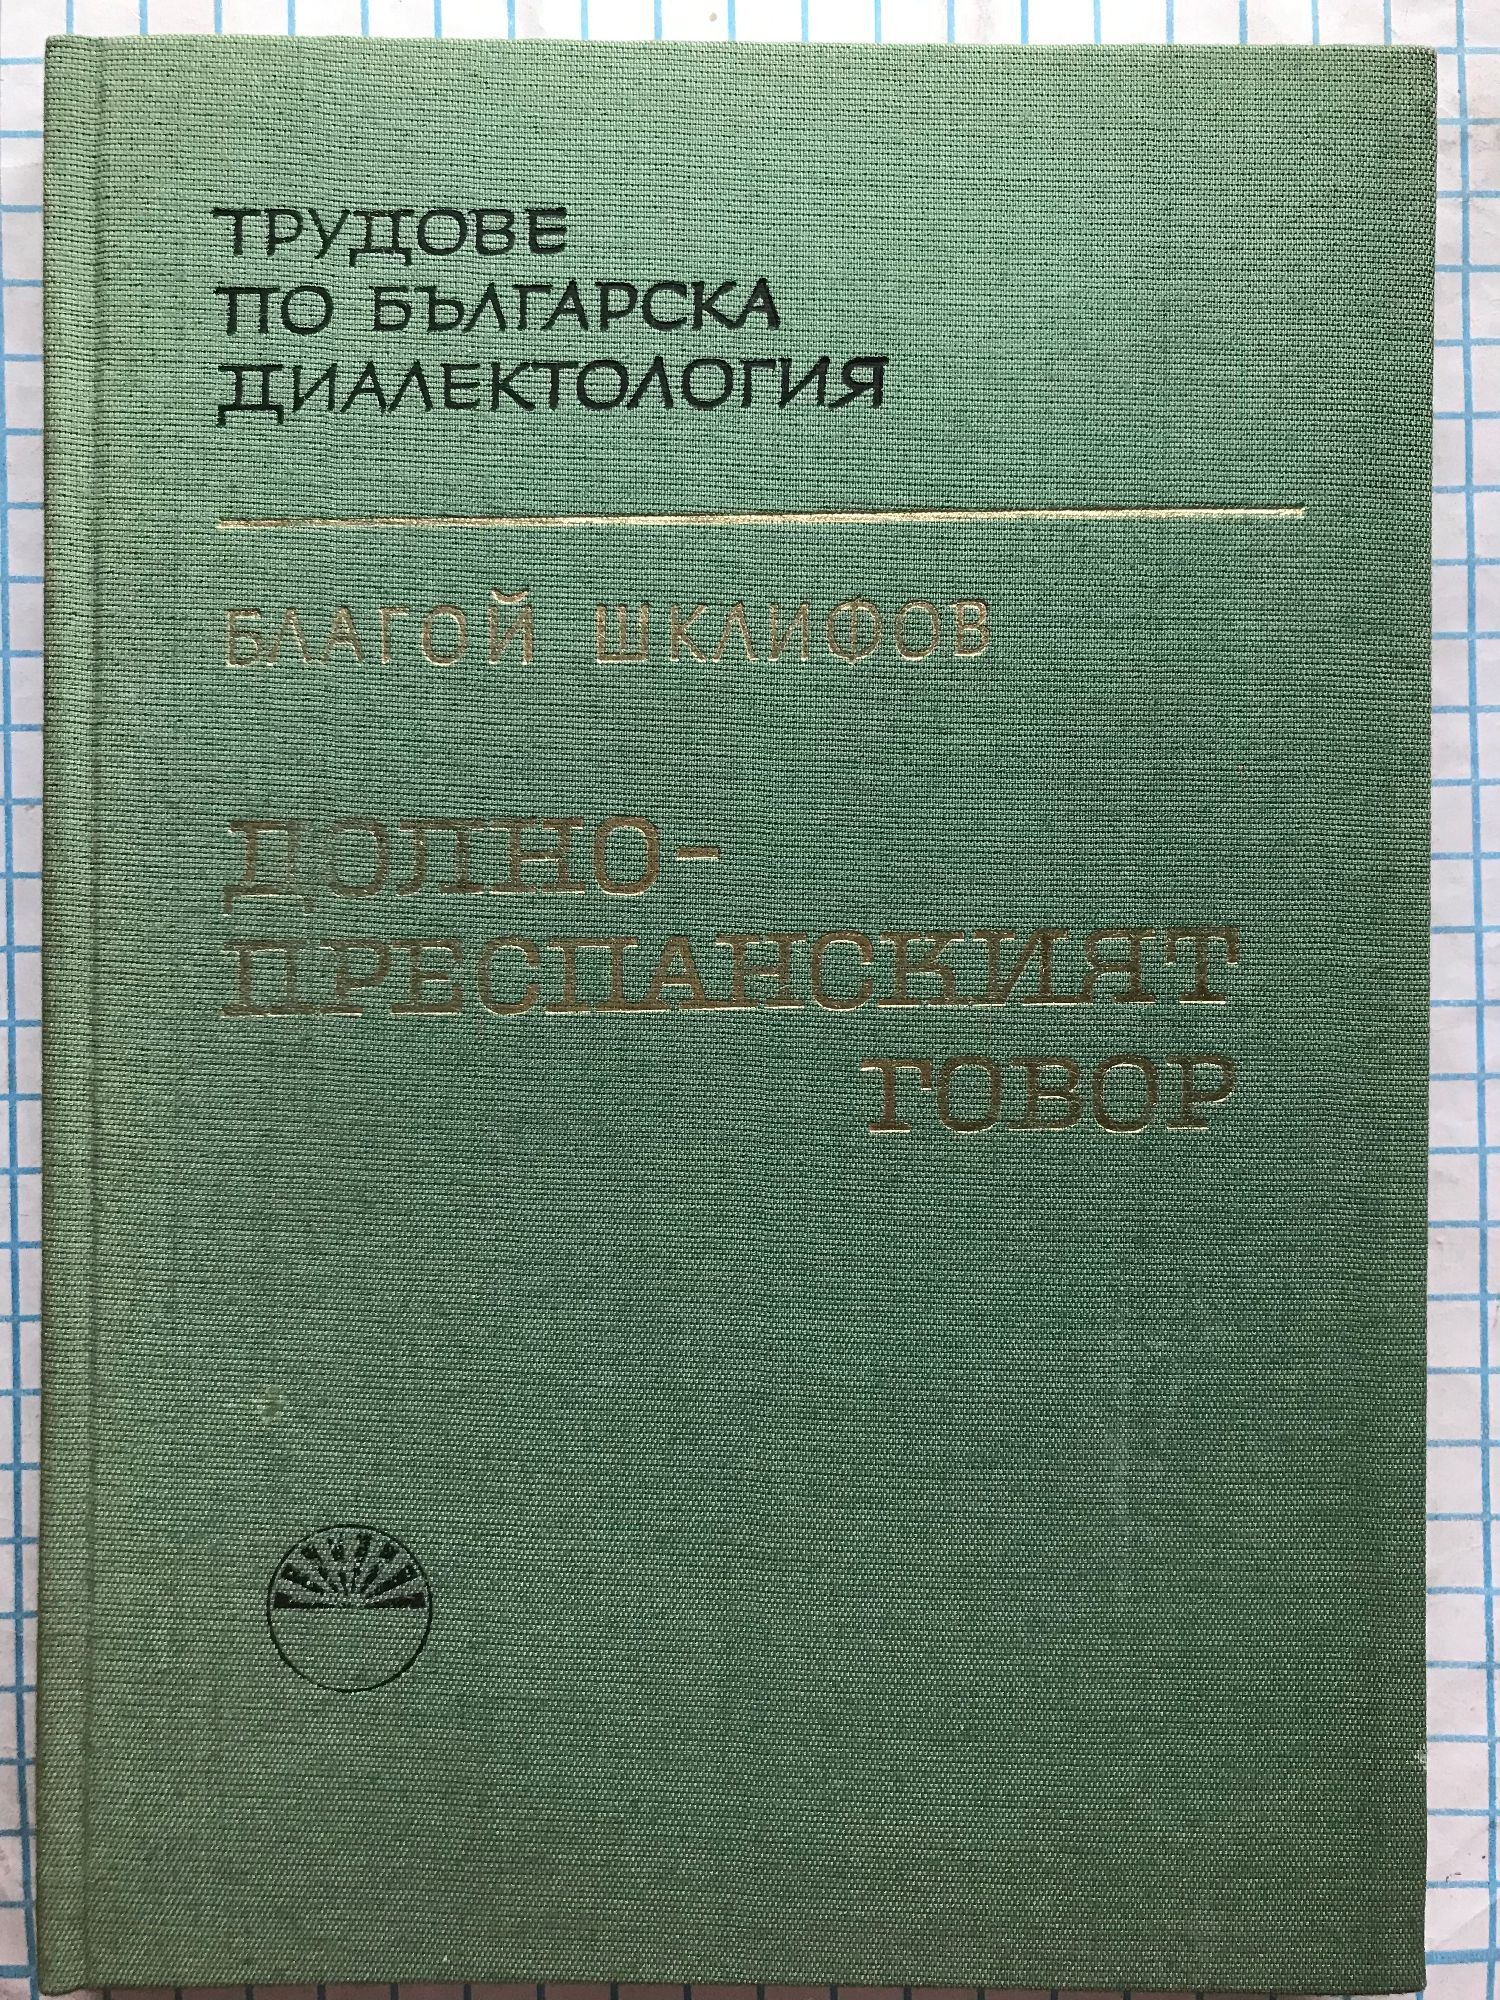 ТРУДОВЕ
ПО БЪЛГАРСКА
ДИАЛЕКТОЛОГИЯ
БЛАГОЙ ШКЛИФОВ
ДОЛНО-
ПРЕСПАНСКИЯТ
ГОВОР